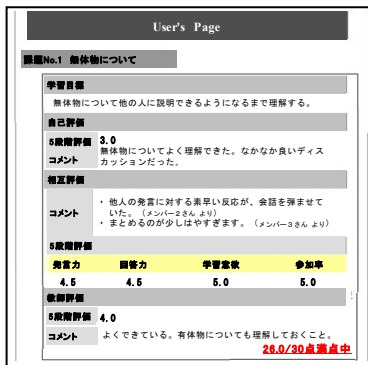 User's Page
課題No.1 無体物について
学習目標
無体物について他の人に説明できるようになるまで理解する。
自己評価
5段階評価 3.0
コメント 無体物についてよく理解できた。なかなか良いディス
カッションだった。
相互評価
コメント
・ 他人の発言に対する素早い反応が、会話を弾ませて
いた。（メンバー2さん より）
・ まとめるのが少しはやすぎます。（メンバー3さん より）
5段階評価
発言力 回答力 学習意欲 参加率
4.5 4.5 5.0 5.0
教師評価
5段階評価 4.0
コメント よくできている。有体物についても理解しておくこと。
26.0/30点満点中